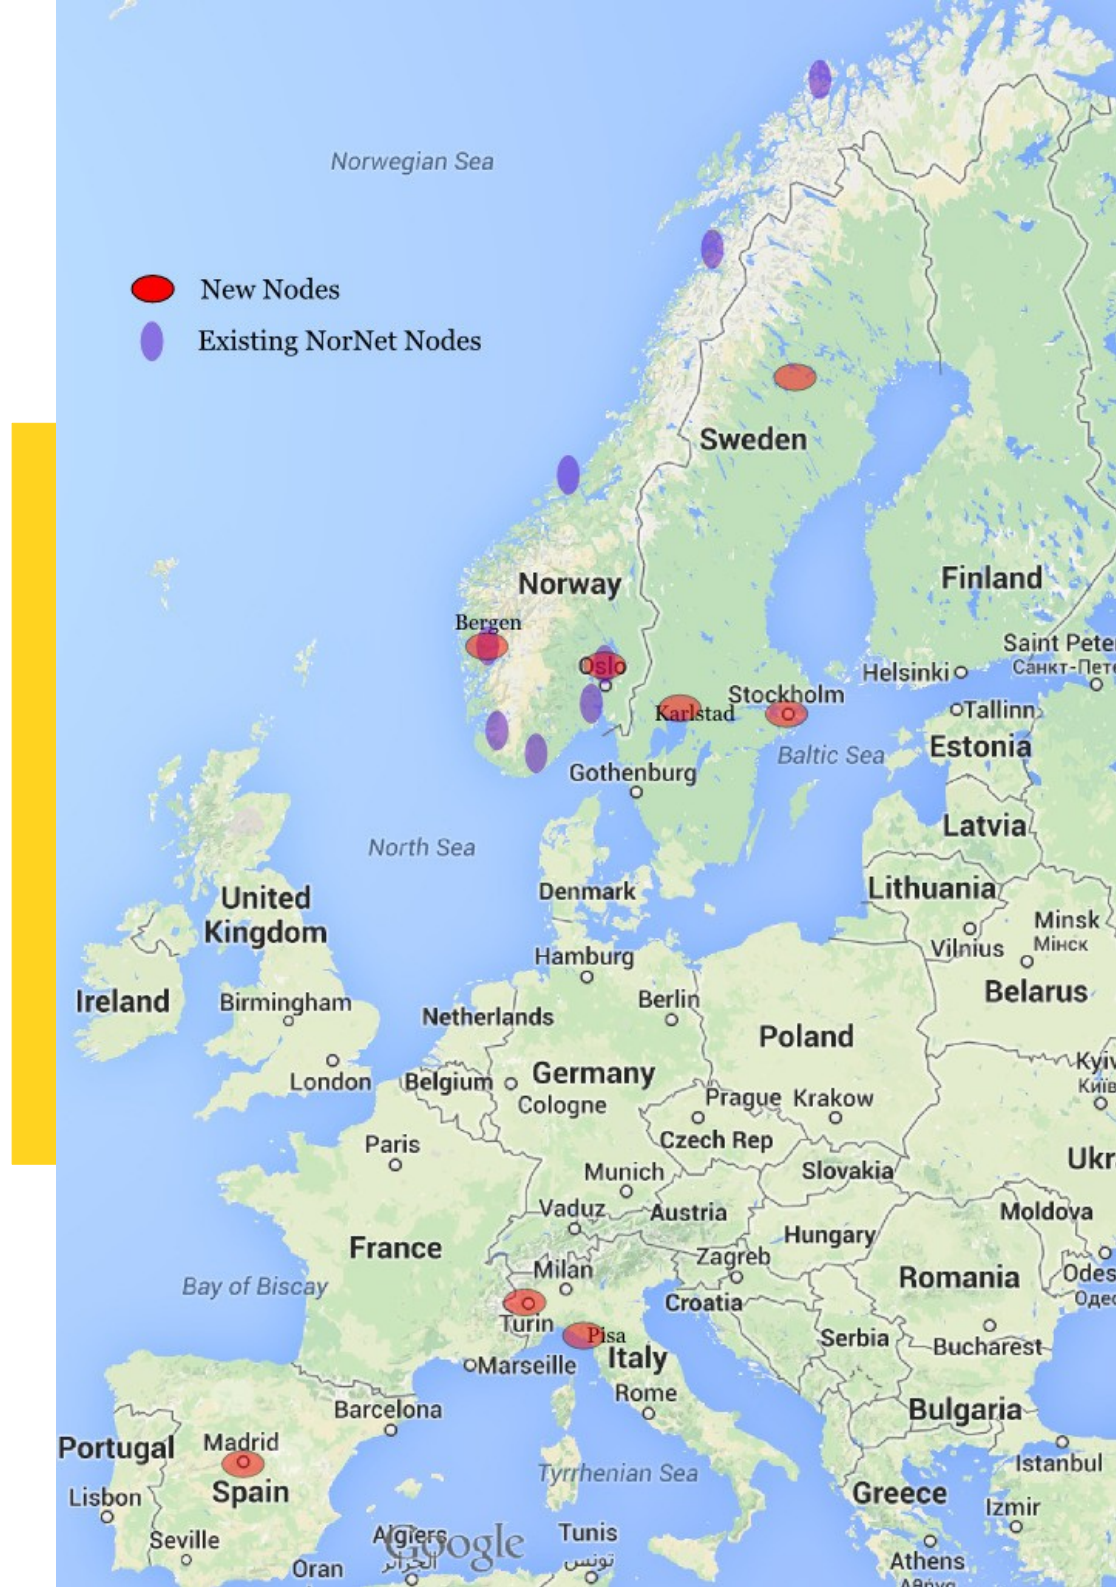 Norwegian Sea
New Nodes
Existing NorNet Nodes
Sweden
Norway
Finland
Bergen
Saint Pete
Санкт-Пет
Oslo
Helsinki
Stockholm
Karlstad
Tallinn
Baltic Sea
Estonia
Gothenburg
Latvia
North Sea
Denmark
Lithuania
United
Kingdom
Minsk
Мінск
Vilnius
Hamburg
Belarus
Ireland
Birmingham
Berlin
Netherlands
Poland
London
Belgium
Germany
Kyiv
Київ
Cologne
Prague
Krakow
Paris
Czech Rep
Ukr
Munich
Slovakia
Vaduz
Austria
Moldova
Hungary
France
Zagreb
Milan
Bay of Biscay
Romania
Odes
Одес
Croatia
Turin
Pisa
Serbia
Bucharest
Marseille
Italy
Rome
Barcelona
Bulgaria
Portugal
Madrid
Istanbul
Tyrrhenian Sea
Spain
Greece
Lisbon
Izmir
Seville
Algiers
الجزائر
Google
Tunis
تونس
Oran
Athens
Αθήνα